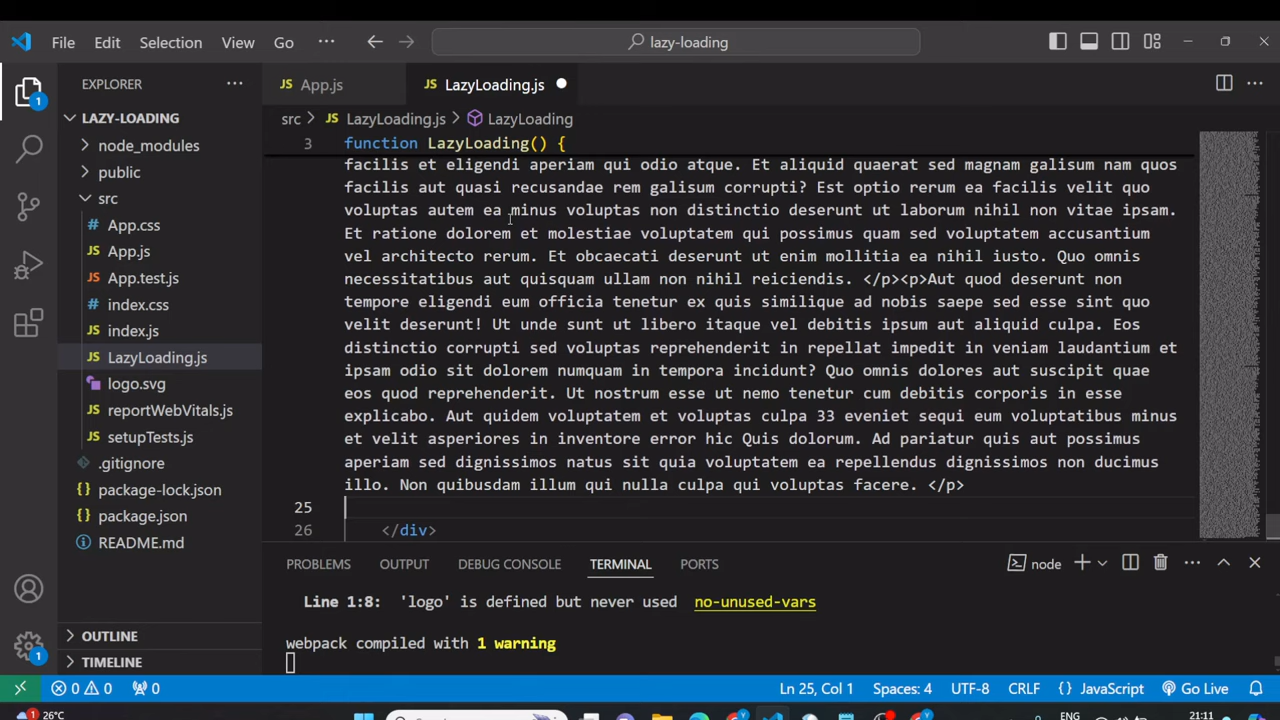 File Edit Selection View Go ··· lazy-loading
EXPLORER ···
JS App.js
JS LazyLoading.js
LAZY-LOADING
node_modules
public
src
App.css
JS App.js
JS App.test.js
index.css
JS index.js
JS LazyLoading.js
logo.svg
JS reportWebVitals.js
JS setupTests.js
.gitignore
package-lock.json
package.json
README.md
OUTLINE
TIMELINE
1
1
src > JS LazyLoading.js > LazyLoading
3 function LazyLoading() {
facilis et eligendi aperiam qui odio atque. Et aliquid quaerat sed magnam galisum nam quos
facilis aut quasi recusandae rem galisum corrupti? Est optio rerum ea facilis velit quo
voluptas autem ea minus voluptas non distinctio deserunt ut laborum nihil non vitae ipsam.
Et ratione dolorem et molestiae voluptatem qui possimus quam sed voluptatem accusantium
vel architecto rerum. Et obcaecati deserunt ut enim mollitia ea nihil iusto. Quo omnis
necessitatibus aut quisquam ullam non nihil reiciendis. </p><p>Aut quod deserunt non
tempore eligendi eum officia tenetur ex quis similique ad nobis saepe sed esse sint quo
velit deserunt! Ut unde sunt ut libero itaque vel debitis ipsum aut aliquid culpa. Eos
distinctio corrupti sed voluptas reprehenderit in repellat impedit in veniam laudantium et
ipsam odio sit dolorem numquam in tempora incidunt? Quo omnis dolores aut suscipit quae
eos quod reprehenderit. Ut nostrum esse ut nemo tenetur cum debitis corporis in esse
explicabo. Aut quidem voluptatem et voluptas culpa 33 eveniet sequi eum voluptatibus minus
et velit asperiores in inventore error hic Quis dolorum. Ad pariatur quis aut possimus
aperiam sed dignissimos natus sit quia voluptatem ea repellendus dignissimos non ducimus
illo. Non quibusdam illum qui nulla culpa qui voluptas facere. </p>
25
26 </div>
PROBLEMS OUTPUT DEBUG CONSOLE TERMINAL PORTS node
Line 1:8: 'logo' is defined but never used no-unused-vars
webpack compiled with 1 warning
0 0 0 Ln 25, Col 1 Spaces: 4 UTF-8 CRLF {} JavaScript Go Live
1 26°C ENG 21:11